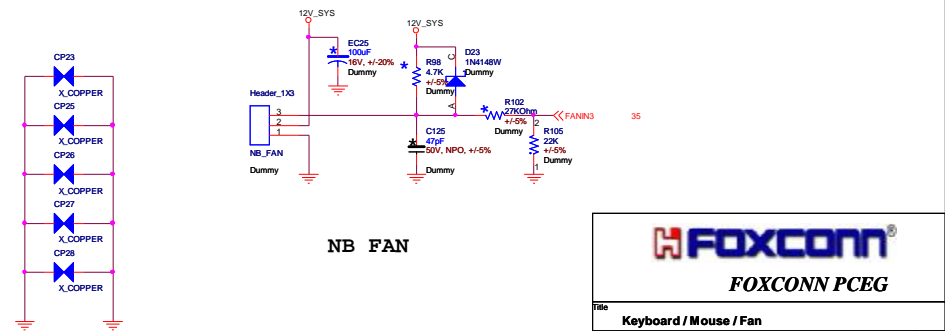 12V_SYS
12V_SYS
EC25
100uF
16V, +/-20%
Dummy
R98
4.7K
+/-5%
Dummy
C
D23
1N4148W
Dummy
A
CP23
X_COPPER
CP25
X_COPPER
CP26
X_COPPER
CP27
X_COPPER
CP28
X_COPPER
Header_1X3
3
2
1
NB_FAN
Dummy
R102
27KOhm
+/-5%
Dummy
FANIN3
35
C125
47pF
50V, NPO, +/-5%
Dummy
2
R105
22K
+/-5%
Dummy
1
NB FAN
FOXCONN®
FOXCONN PCEG
Title
Keyboard / Mouse / Fan